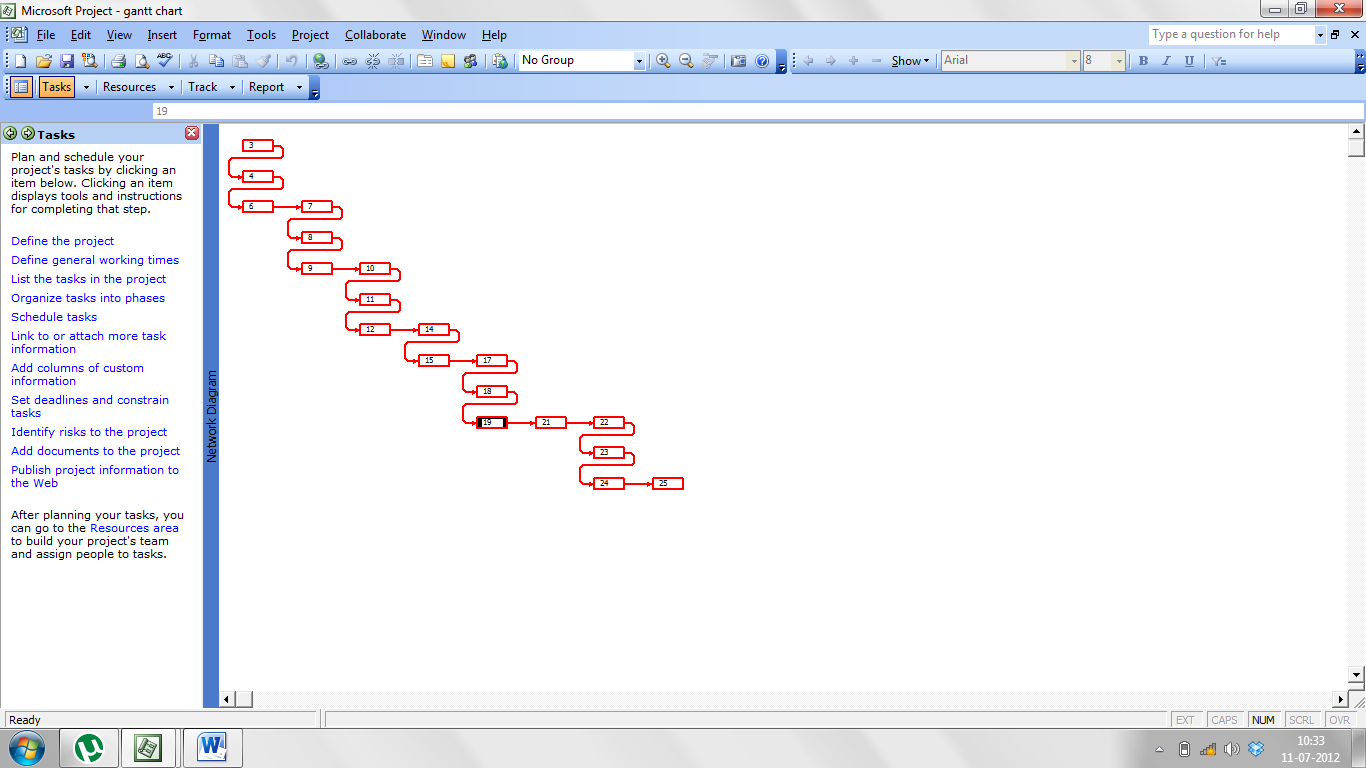 Microsoft Project - gantt chart
File Edit View Insert Format Tools Project Collaborate Window Help Type a question for help
No Group Show Arial 8 B I U
Tasks Resources Track Report
19
Tasks
Plan and schedule your
project's tasks by clicking an
item below. Clicking an item
displays tools and instructions
for completing that step.
Define the project
Define general working times
List the tasks in the project
Organize tasks into phases
Schedule tasks
Link to or attach more task
information
Add columns of custom
information
Set deadlines and constrain
tasks
Identify risks to the project
Add documents to the project
Publish project information to
the Web
After planning your tasks, you
can go to the Resources area
to build your project's team
and assign people to tasks.
Network Diagram
3
4
6 7
8
9 10
11
12 14
15 17
18
19 21 22
23
24 25
Ready EXT CAPS NUM SCRL OVR
10:33
11-07-2012